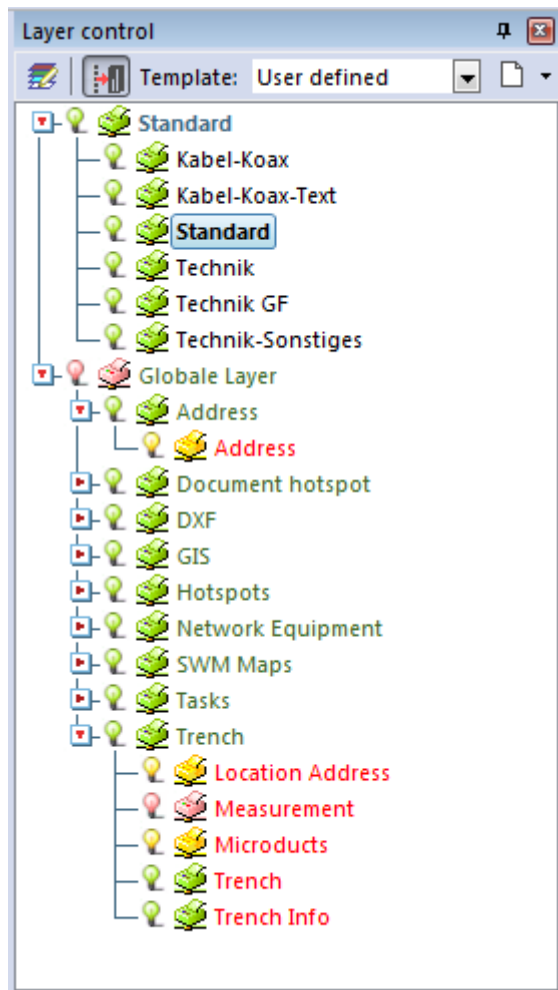 Layer control
Template: User defined
Standard
Kabel-Koax
Kabel-Koax-Text
Standard
Technik
Technik GF
Technik-Sonstiges
Globale Layer
Address
Address
Document hotspot
DXF
GIS
Hotspots
Network Equipment
SWM Maps
Tasks
Trench
Location Address
Measurement
Microducts
Trench
Trench Info